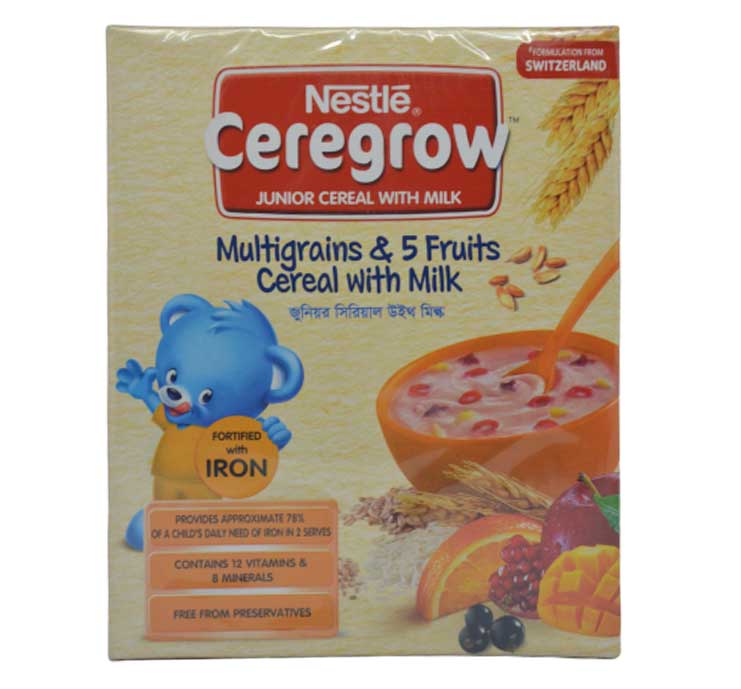 #FORMULATION FROM
SWITZERLAND
Nestlé®
Ceregrow™
JUNIOR CEREAL WITH MILK
Multigrains & 5 Fruits
Cereal with Milk
জুনিয়র সিরিয়াল উইথ মিল্ক
FORTIFIED
with
IRON
PROVIDES APPROXIMATE 78%
OF A CHILD'S DAILY NEED OF IRON IN 2 SERVES
CONTAINS 12 VITAMINS &
8 MINERALS
FREE FROM PRESERVATIVES